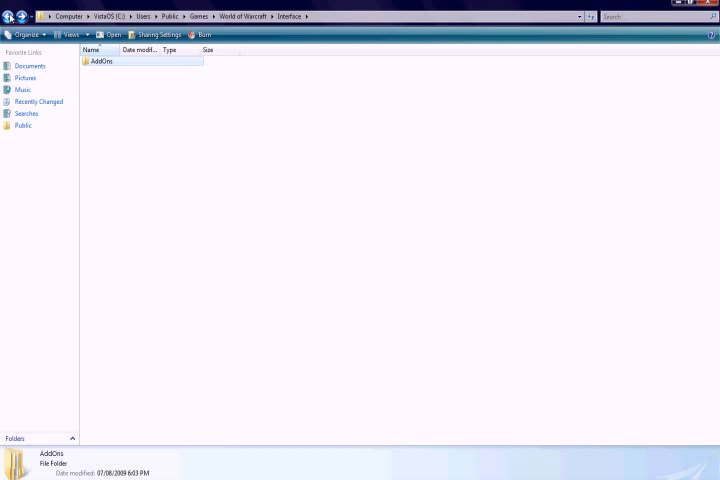 Computer VistaOS (C:) Users Public Games World of Warcraft Interface Search
Organize Views Open Sharing Settings Burn
Favorite Links
Name Date modif... Type Size
AddOns
Documents
Pictures
Music
Recently Changed
Searches
Public
Folders
AddOns
File Folder
Date modified: 07/08/2009 6:03 PM